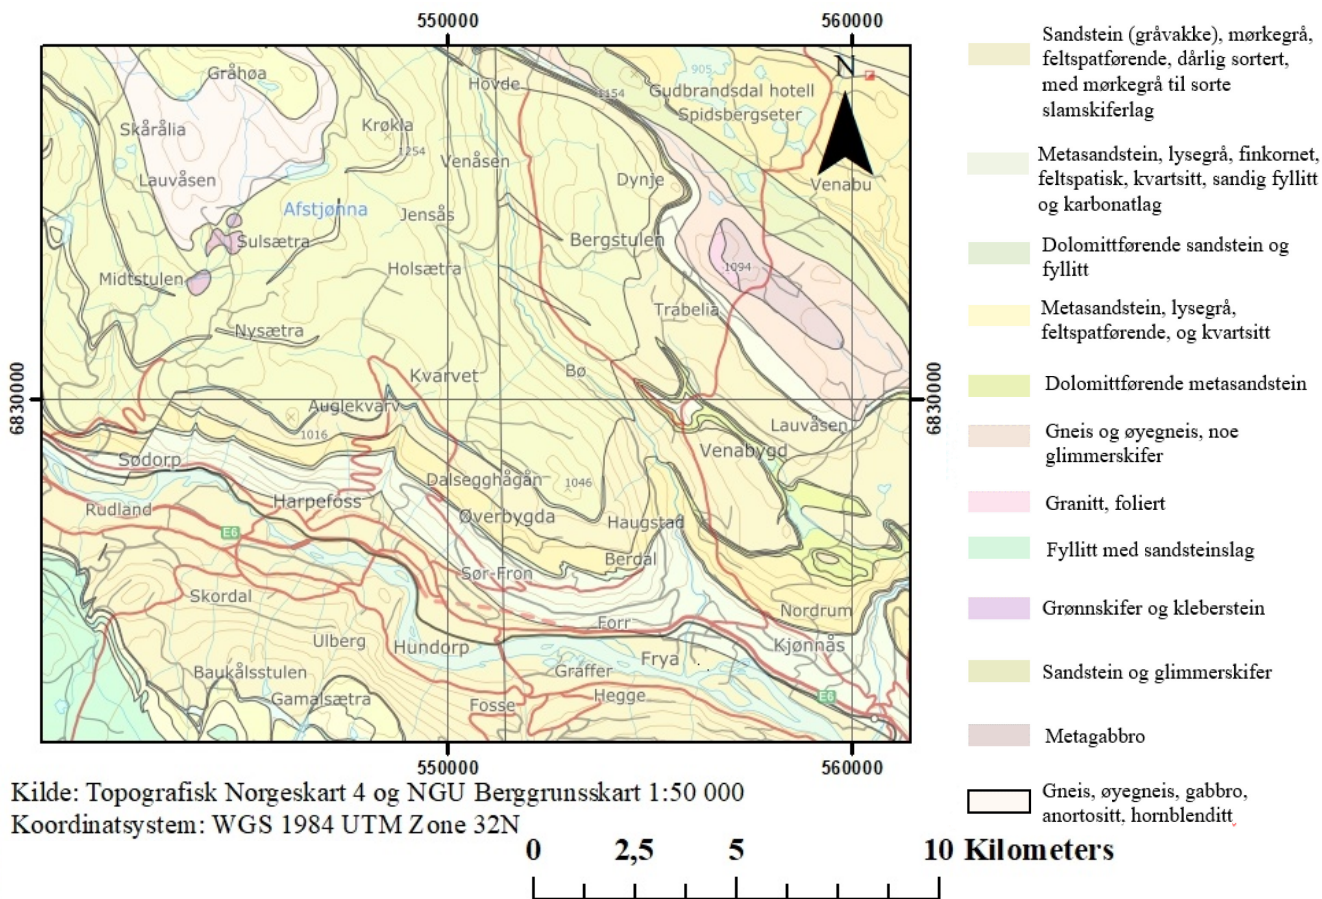 550000
560000
Gråhøa
Hovde
905
N
1154
Gudbrandsdal hotell
Spidsbergseter
Skårålia
Krøkla
1254
Venåsen
Lauvåsen
Dynje
Venabu
Afstjønna
Jensås
Sulsætra
Bergstulen
Midtstulen
Holsætra
1094
Trabelia
Nysætra
Kvarvet
Bø
6830000
6830000
Auglekvarv
1016
Lauvåsen
Sødorp
Venabygd
Dalsegghågån
1046
Harpefoss
Rudland
Øverbygda
Haugstad
E6
Berdal
Sør-Fron
Skordal
Nordrum
Forr
Ulberg
Hundorp
Kjønnås
Frya
Baukålsstulen
Graffer
Gamalsætra
Hegge
E6
Fosse
550000
560000
Sandstein (gråvakke), mørkegrå,
feltspatførende, dårlig sortert,
med mørkegrå til sorte
slamskiferlag
Metasandstein, lysegrå, finkornet,
feltspatisk, kvartsitt, sandig fyllitt
og karbonatlag
Dolomittførende sandstein og
fyllitt
Metasandstein, lysegrå,
feltspatførende, og kvartsitt
Dolomittførende metasandstein
Gneis og øyegneis, noe
glimmerskifer
Granitt, foliert
Fyllitt med sandsteinslag
Grønnskifer og kleberstein
Sandstein og glimmerskifer
Metagabbro
Gneis, øyegneis, gabbro,
anortositt, hornblenditt
Kilde: Topografisk Norgeskart 4 og NGU Berggrunsskart 1:50 000
Koordinatsystem: WGS 1984 UTM Zone 32N
0 2,5 5 10 Kilometers